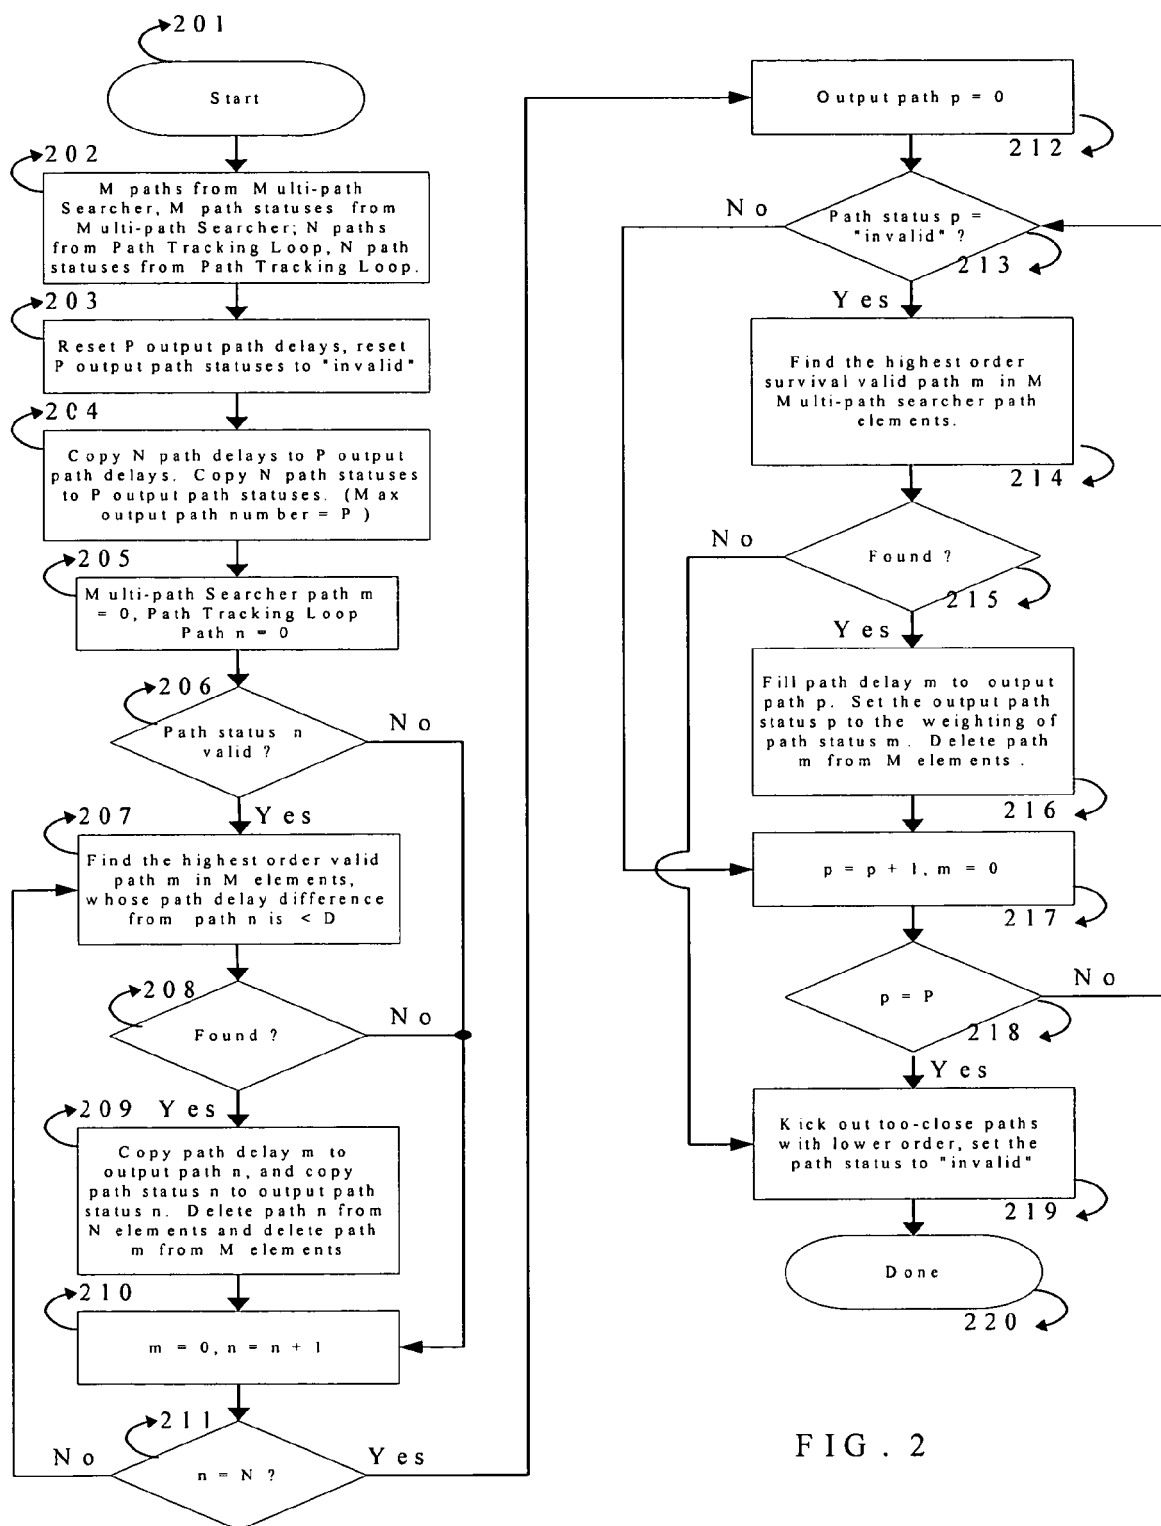 201
Start
202
M paths from Multi-path
Searcher, M path statuses from
Multi-path Searcher; N paths
from Path Tracking Loop, N path
statuses from Path Tracking Loop.
203
Reset P output path delays, reset
P output path statuses to "invalid"
204
Copy N path delays to P output
path delays. Copy N path statuses
to P output path statuses. (Max
output path number = P )
205
Multi-path Searcher path m
= 0, Path Tracking Loop
Path n = 0
206
Path status n
valid ?
No
Yes
207
Find the highest order valid
path m in M elements,
whose path delay difference
from path n is < D
208
Found ?
No
209
Yes
Copy path delay m to
output path n, and copy
path status n to output path
status n. Delete path n from
N elements and delete path
m from M elements
210
m = 0, n = n + 1
211
No
n = N ?
Yes
Output path p = 0
212
No
Path status p =
"invalid" ?
213
Yes
Find the highest order
survival valid path m in M
Multi-path searcher path
elements.
214
No
Found ?
215
Yes
Fill path delay m to output
path p. Set the output path
status p to the weighting of
path status m. Delete path
m from M elements.
216
p = p + 1, m = 0
217
p = P
No
218
Yes
Kick out too-close paths
with lower order, set the
path status to "invalid"
219
Done
220
FIG. 2